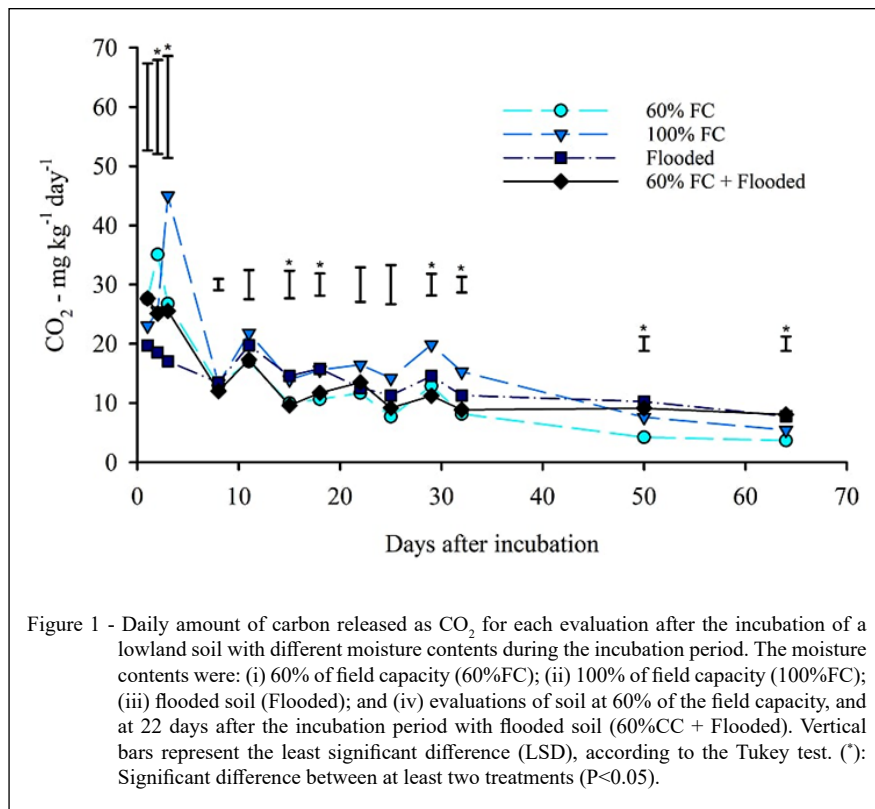 70
60
50
40
30
20
10
0
CO₂ - mg kg⁻¹ day⁻¹
* *
* *
* *
*
*
60% FC
100% FC
Flooded
60% FC + Flooded
0 10 20 30 40 50 60 70
Days after incubation
Figure 1 - Daily amount of carbon released as CO₂ for each evaluation after the incubation of a
lowland soil with different moisture contents during the incubation period. The moisture
contents were: (i) 60% of field capacity (60%FC); (ii) 100% of field capacity (100%FC);
(iii) flooded soil (Flooded); and (iv) evaluations of soil at 60% of the field capacity, and
at 22 days after the incubation period with flooded soil (60%CC + Flooded). Vertical
bars represent the least significant difference (LSD), according to the Tukey test. (*):
Significant difference between at least two treatments (P<0.05).